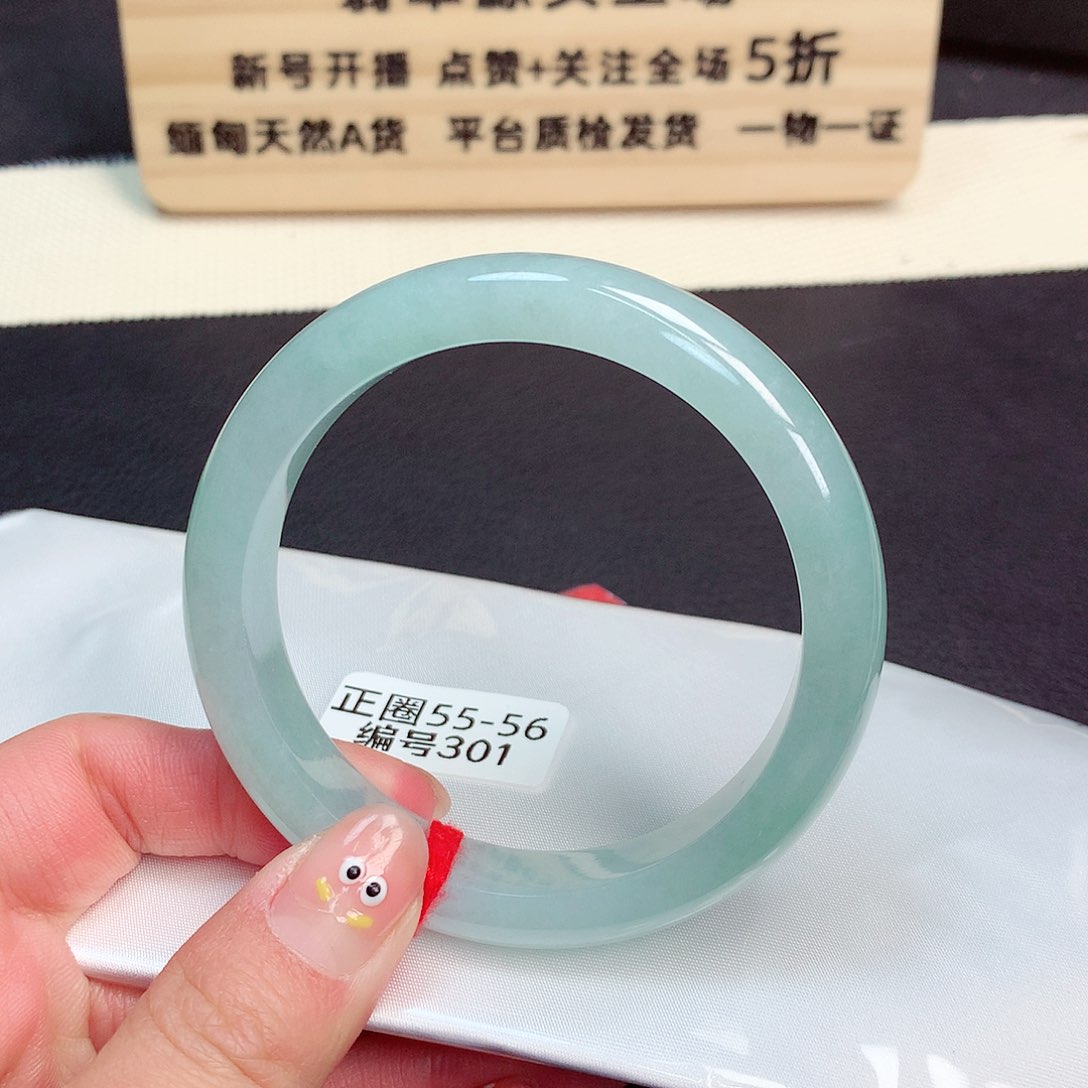 新号开播 点赞+关注全场5折
缅甸天然A货 平台质检发货 一物一证
正圈55-56
编号301